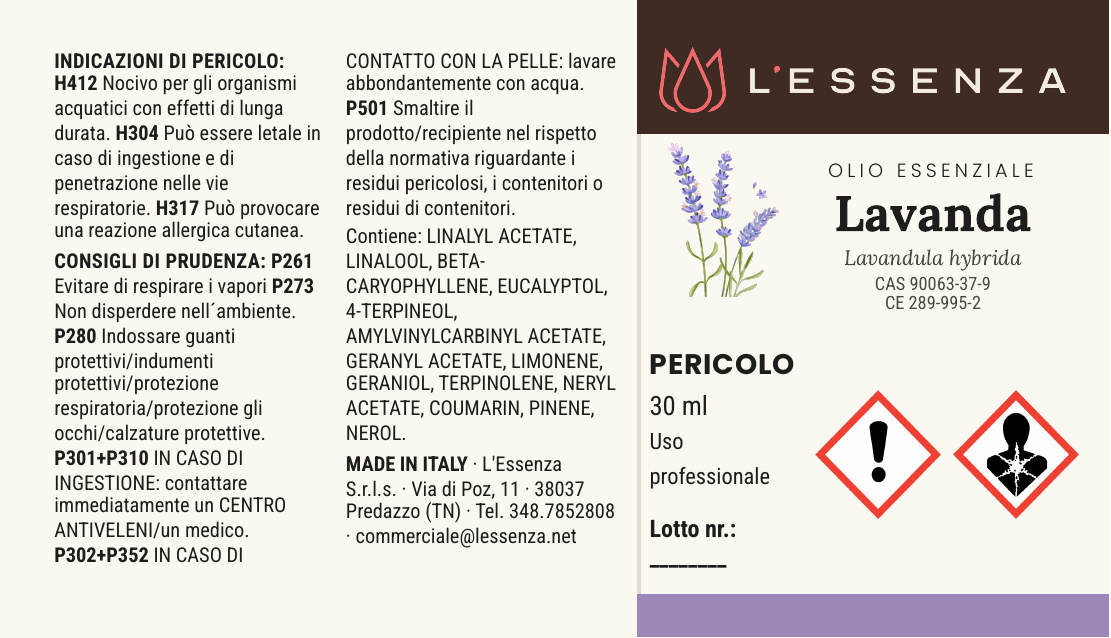 INDICAZIONI DI PERICOLO:
H412 Nocivo per gli organismi
acquatici con effetti di lunga
durata. H304 Può essere letale in
caso di ingestione e di
penetrazione nelle vie
respiratorie. H317 Può provocare
una reazione allergica cutanea.
CONSIGLI DI PRUDENZA: P261
Evitare di respirare i vapori P273
Non disperdere nell´ambiente.
P280 Indossare guanti
protettivi/indumenti
protettivi/protezione
respiratoria/protezione gli
occhi/calzature protettive.
P301+P310 IN CASO DI
INGESTIONE: contattare
immediatamente un CENTRO
ANTIVELENI/un medico.
P302+P352 IN CASO DI
CONTATTO CON LA PELLE: lavare
abbondantemente con acqua.
P501 Smaltire il
prodotto/recipiente nel rispetto
della normativa riguardante i
residui pericolosi, i contenitori o
residui di contenitori.
Contiene: LINALYL ACETATE,
LINALOOL, BETA-
CARYOPHYLLENE, EUCALYPTOL,
4-TERPINEOL,
AMYLVINYLCARBINYL ACETATE,
GERANYL ACETATE, LIMONENE,
GERANIOL, TERPINOLENE, NERYL
ACETATE, COUMARIN, PINENE,
NEROL.
MADE IN ITALY · L'Essenza
S.r.l.s. · Via di Poz, 11 · 38037
Predazzo (TN) · Tel. 348.7852808
· commerciale@lessenza.net
L'ESSENZA
OLIO ESSENZIALE
Lavanda
Lavandula hybrida
CAS 90063-37-9
CE 289-995-2
PERICOLO
30 ml
Uso
professionale
Lotto nr.:
________